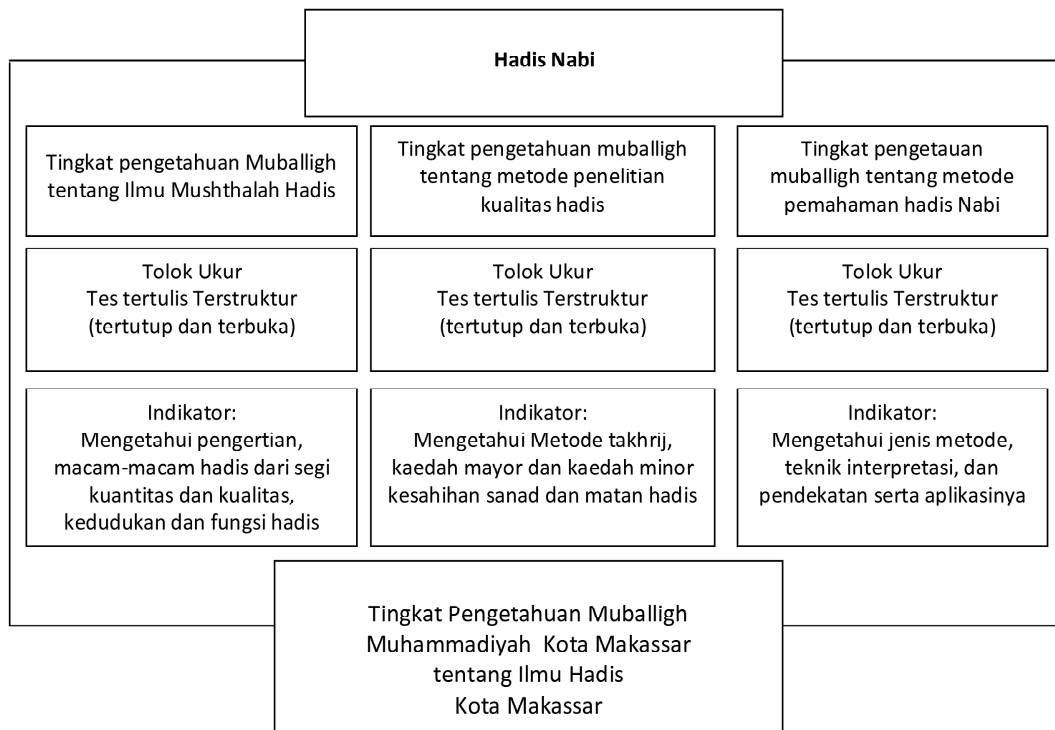 Hadis Nabi
Tingkat pengetahuan Muballigh
tentang Ilmu Mushthalah Hadis
Tingkat pengetahuan muballigh
tentang metode penelitian
kualitas hadis
Tingkat pengetauan
muballigh tentang metode
pemahaman hadis Nabi
Tolok Ukur
Tes tertulis Terstruktur
(tertutup dan terbuka)
Tolok Ukur
Tes tertulis Terstruktur
(tertutup dan terbuka)
Tolok Ukur
Tes tertulis Terstruktur
(tertutup dan terbuka)
Indikator:
Mengetahui pengertian,
macam-macam hadis dari segi
kuantitas dan kualitas,
kedudukan dan fungsi hadis
Indikator:
Mengetahui Metode takhrij,
kaedah mayor dan kaedah minor
kesahihan sanad dan matan hadis
Indikator:
Mengetahui jenis metode,
teknik interpretasi, dan
pendekatan serta aplikasinya
Tingkat Pengetahuan Muballigh
Muhammadiyah Kota Makassar
tentang Ilmu Hadis
Kota Makassar